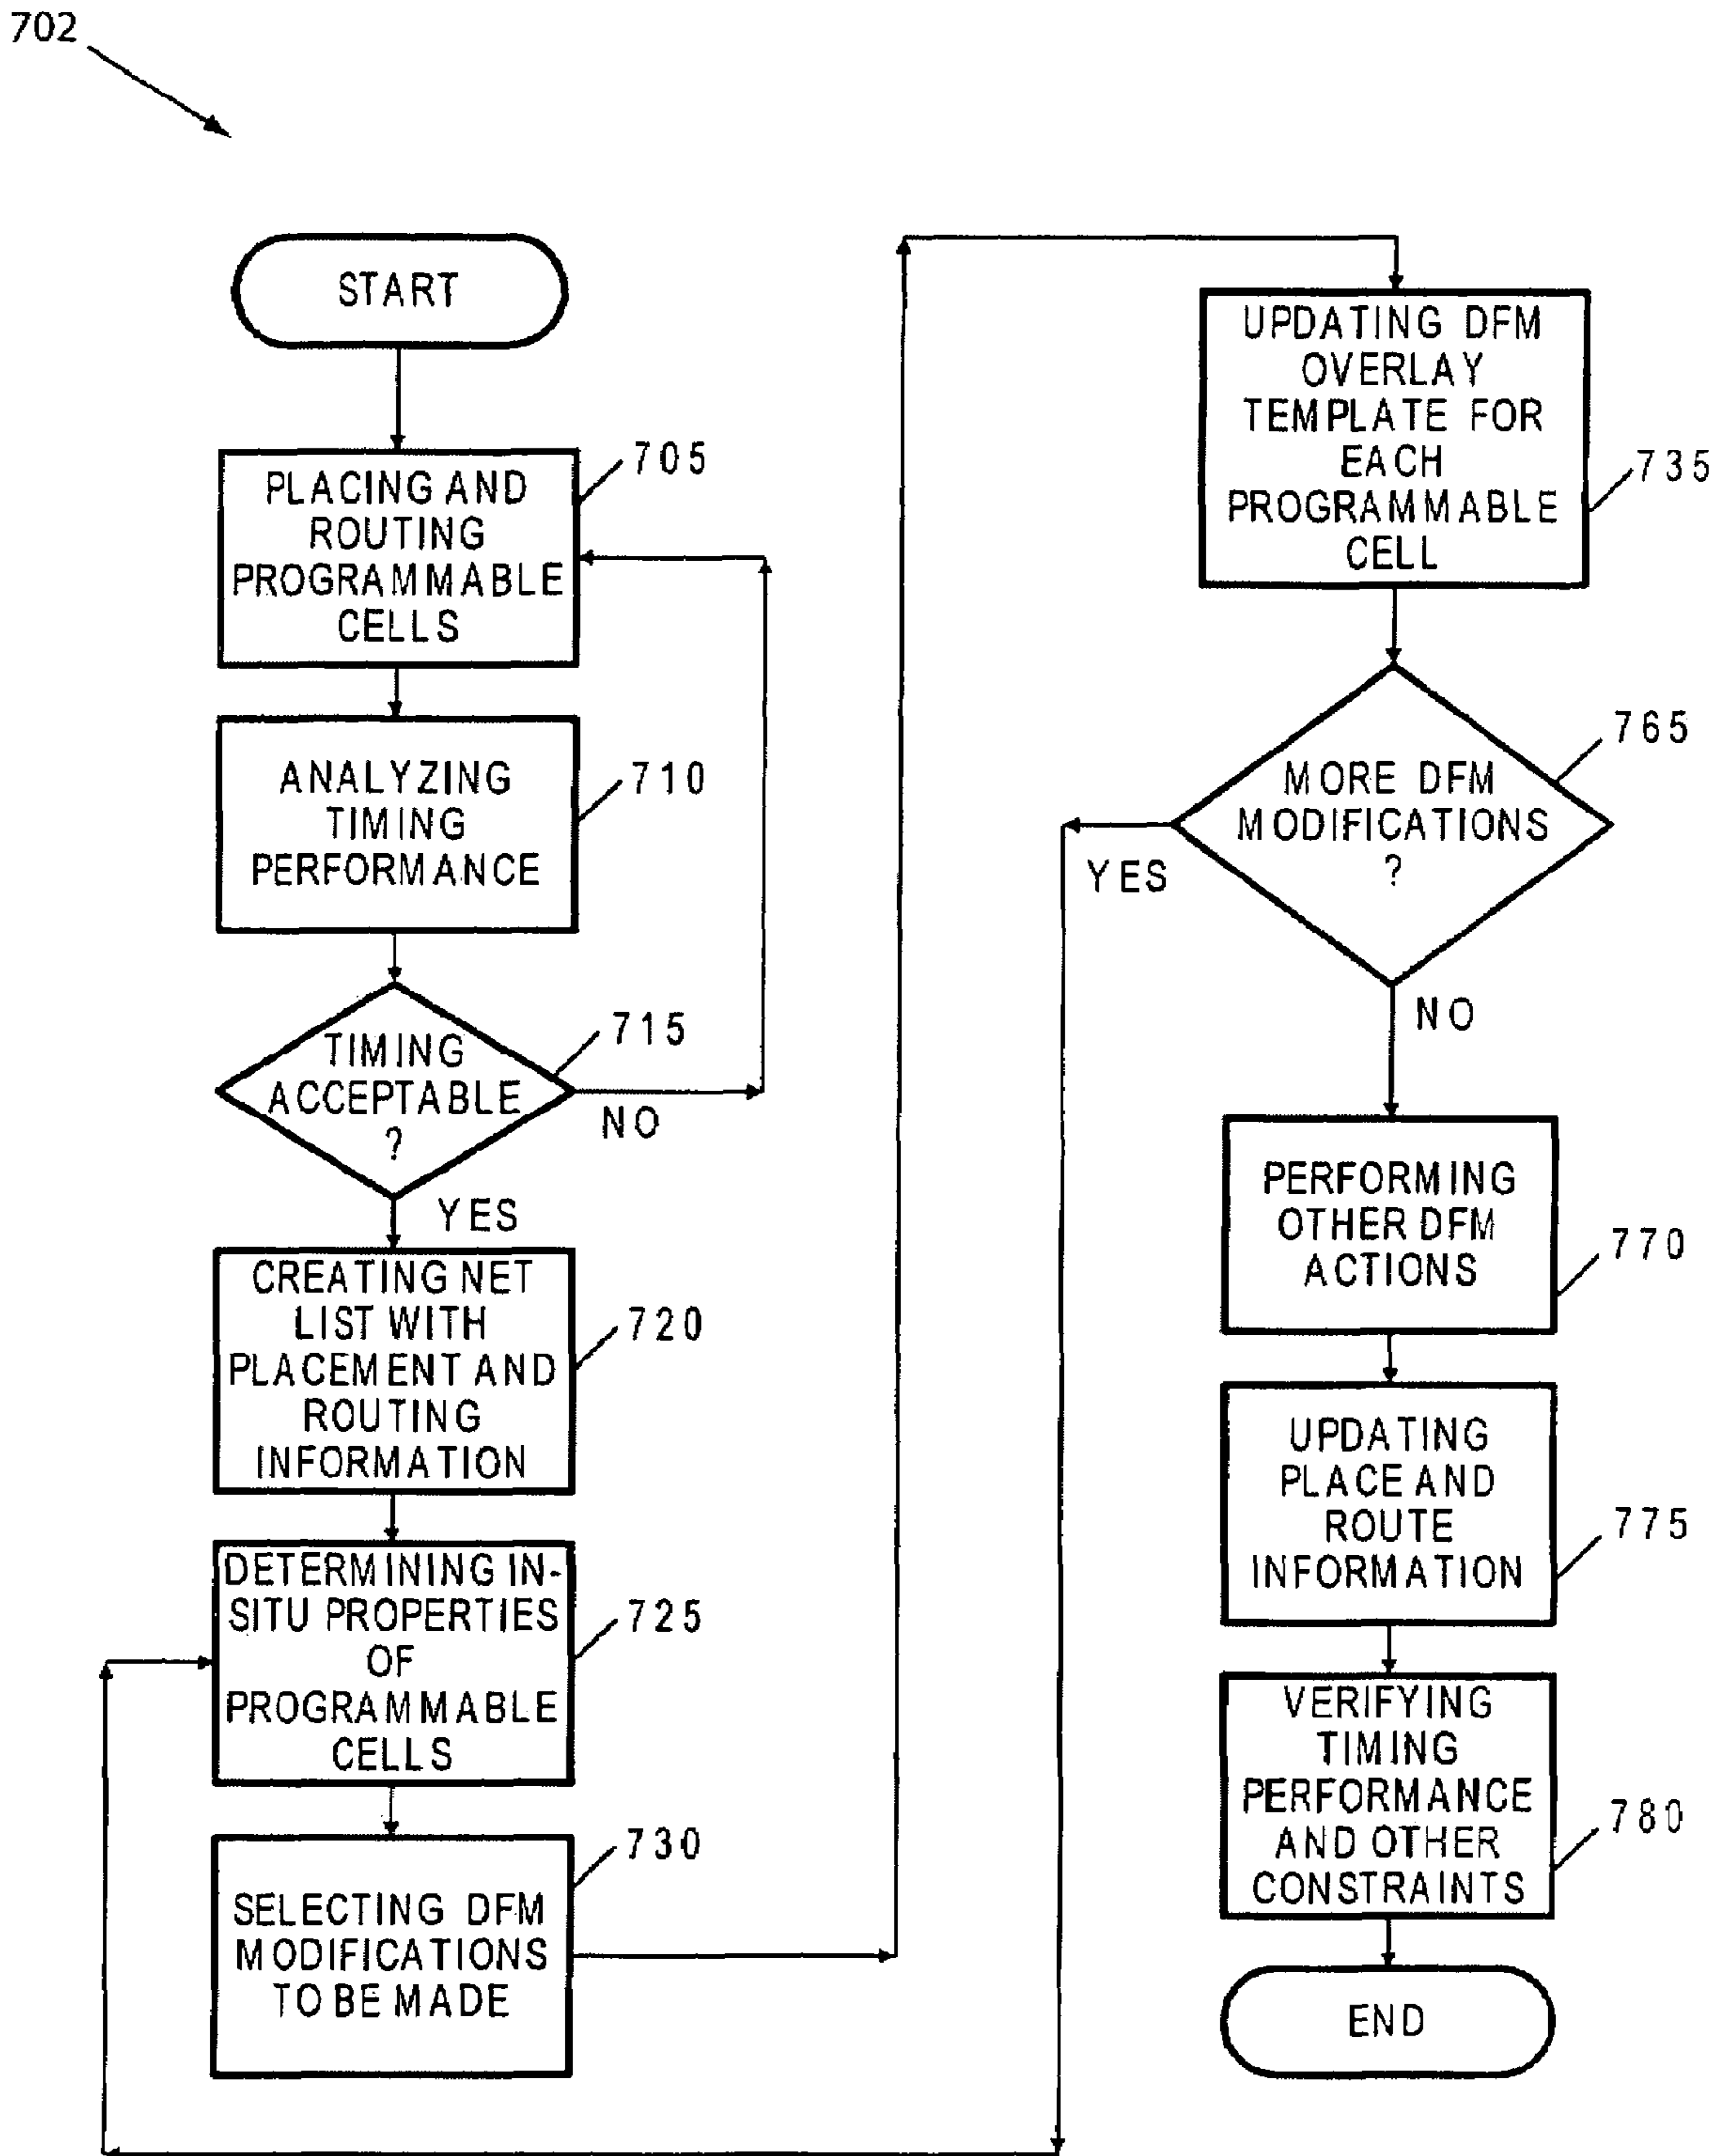 702
START
PLACING AND
ROUTING
PROGRAMMABLE
CELLS
705
ANALYZING
TIMING
PERFORMANCE
710
TIMING
ACCEPTABLE
?
715
NO
YES
CREATING NET
LIST WITH
PLACEMENT AND
ROUTING
INFORMATION
720
DETERMINING IN-
SITU PROPERTIES
OF
PROGRAMMABLE
CELLS
725
SELECTING DFM
MODIFICATIONS
TO BE MADE
730
UPDATING DFM
OVERLAY
TEMPLATE FOR
EACH
PROGRAMMABLE
CELL
735
MORE DFM
MODIFICATIONS
?
765
YES
NO
PERFORMING
OTHER DFM
ACTIONS
770
UPDATING
PLACE AND
ROUTE
INFORMATION
775
VERIFYING
TIMING
PERFORMANCE
AND OTHER
CONSTRAINTS
780
END